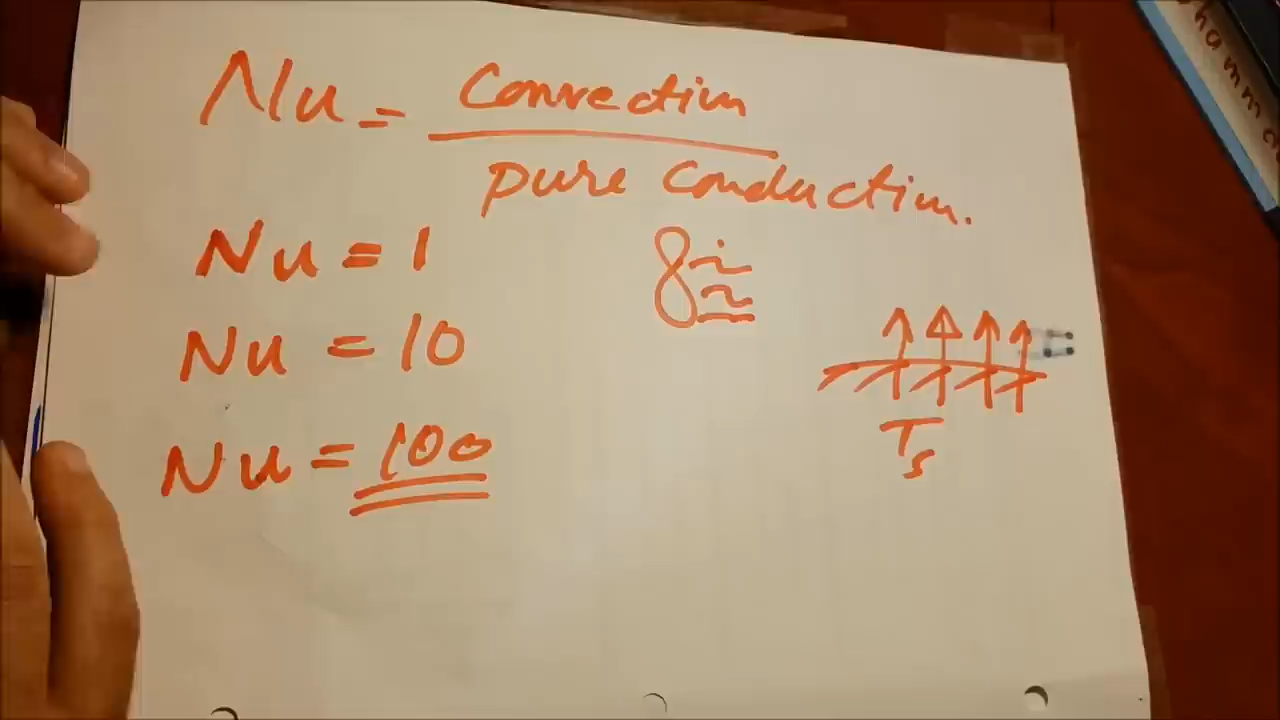 Nu = Convection
pure conduction.
Nu = 1
Nu = 10
Nu = 100
Ts